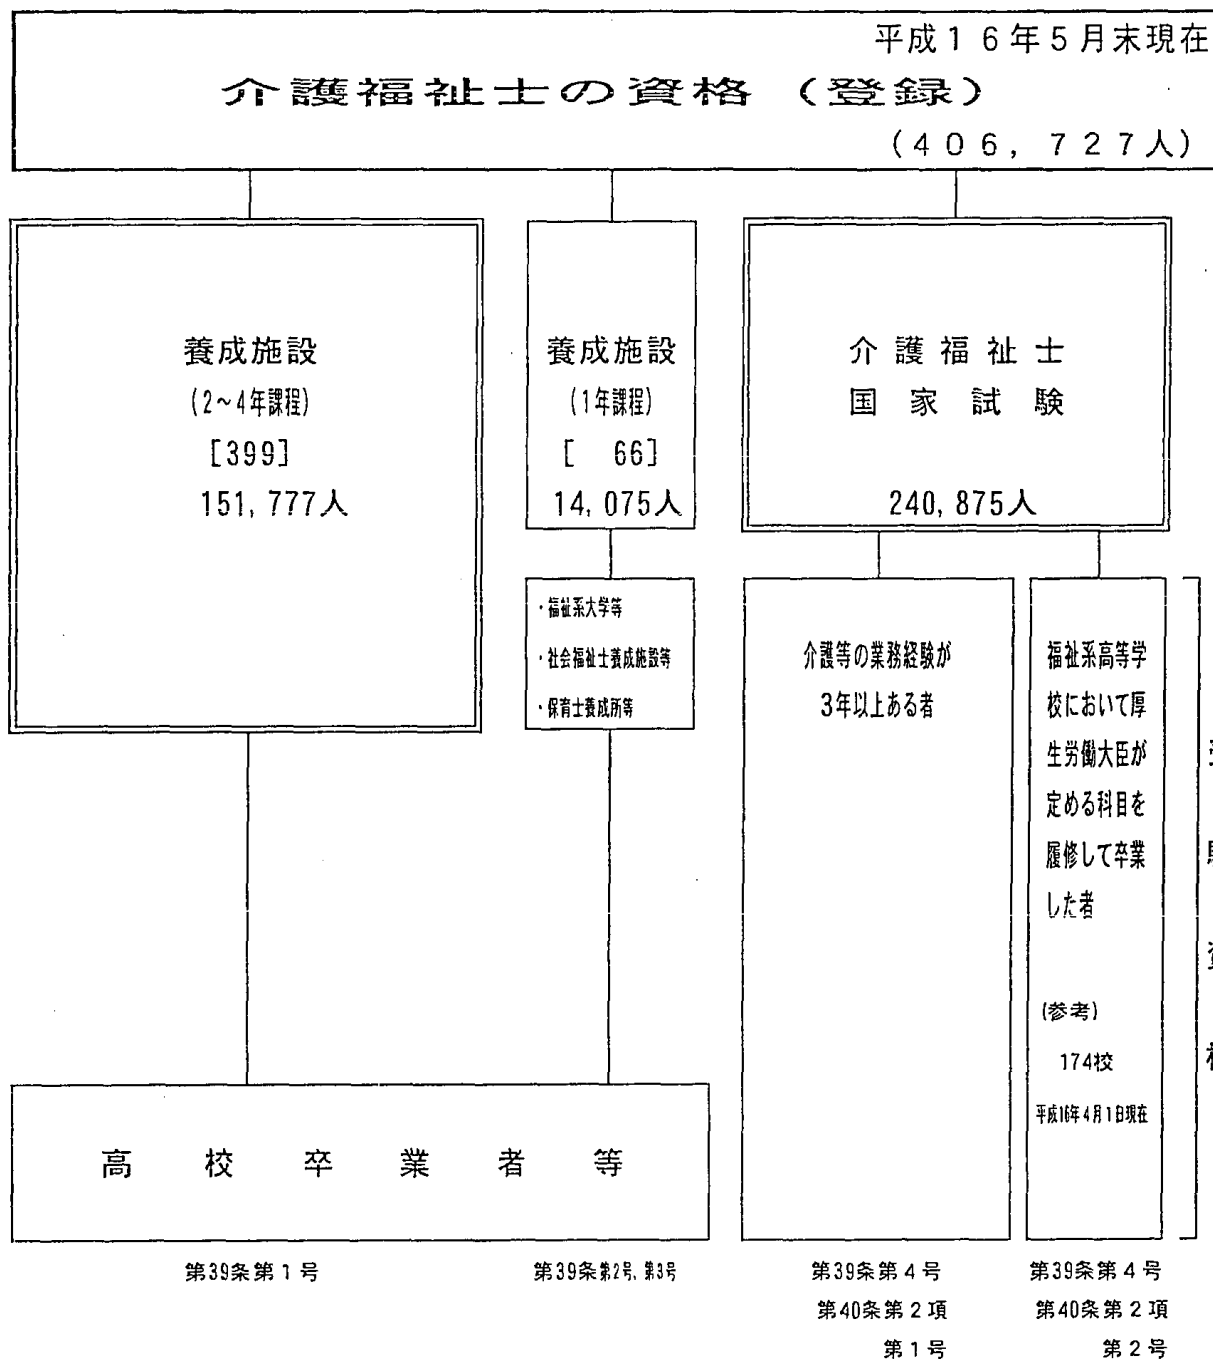 平成１６年５月末現在
介護福祉士の資格（登録）
(４０６，７２７人)
養成施設
(2～4年課程)
[399]
151,777人
養成施設
(1年課程)
[　66]
14,075人
介護福祉士
国家試験
240,875人
・福祉系大学等
・社会福祉士養成施設等
・保育士養成所等
介護等の業務経験が
3年以上ある者
福祉系高等学
校において厚
生労働大臣が
定める科目を
履修して卒業
した者
(参考)
174校
平成16年4月1日現在
高校卒業者等
第39条第１号
第39条第2号,第3号
第39条第４号
第40条第２項
第１号
第39条第４号
第40条第２項
第２号